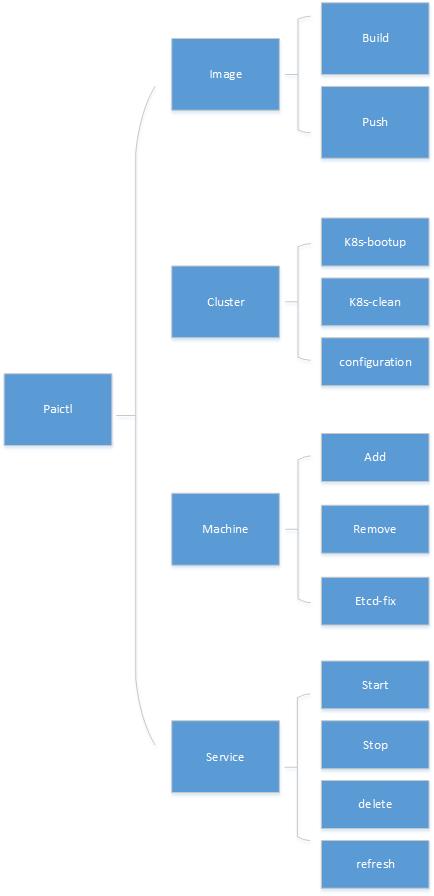 Paictl
Image
Build
Push
Cluster
K8s-bootup
K8s-clean
configuration
Machine
Add
Remove
Etcd-fix
Service
Start
Stop
delete
refresh